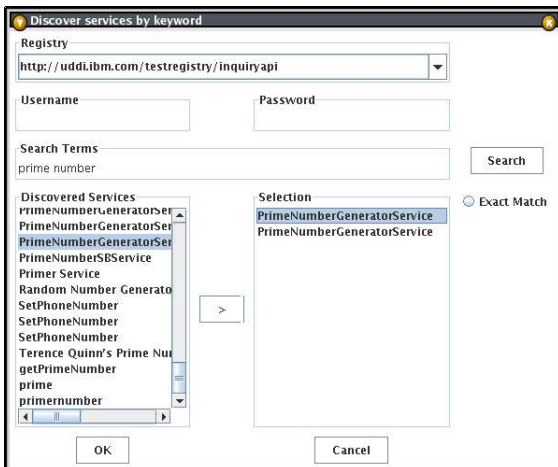 Discover services by keyword
Registry
http://uddi.ibm.com/testregistry/inquiryapi
Username
Password
Search Terms
prime number
Search
Discovered Services
PrimeNumberGeneratorSer
PrimeNumberGeneratorSer
PrimeNumberGeneratorSer
PrimeNumberSBService
Primer Service
Random Number Generato
SetPhoneNumber
SetPhoneNumber
SetPhoneNumber
Terence Quinn's Prime Nu
getPrimeNumber
prime
primernumber
>
Selection
PrimeNumberGeneratorService
PrimeNumberGeneratorService
Exact Match
OK
Cancel